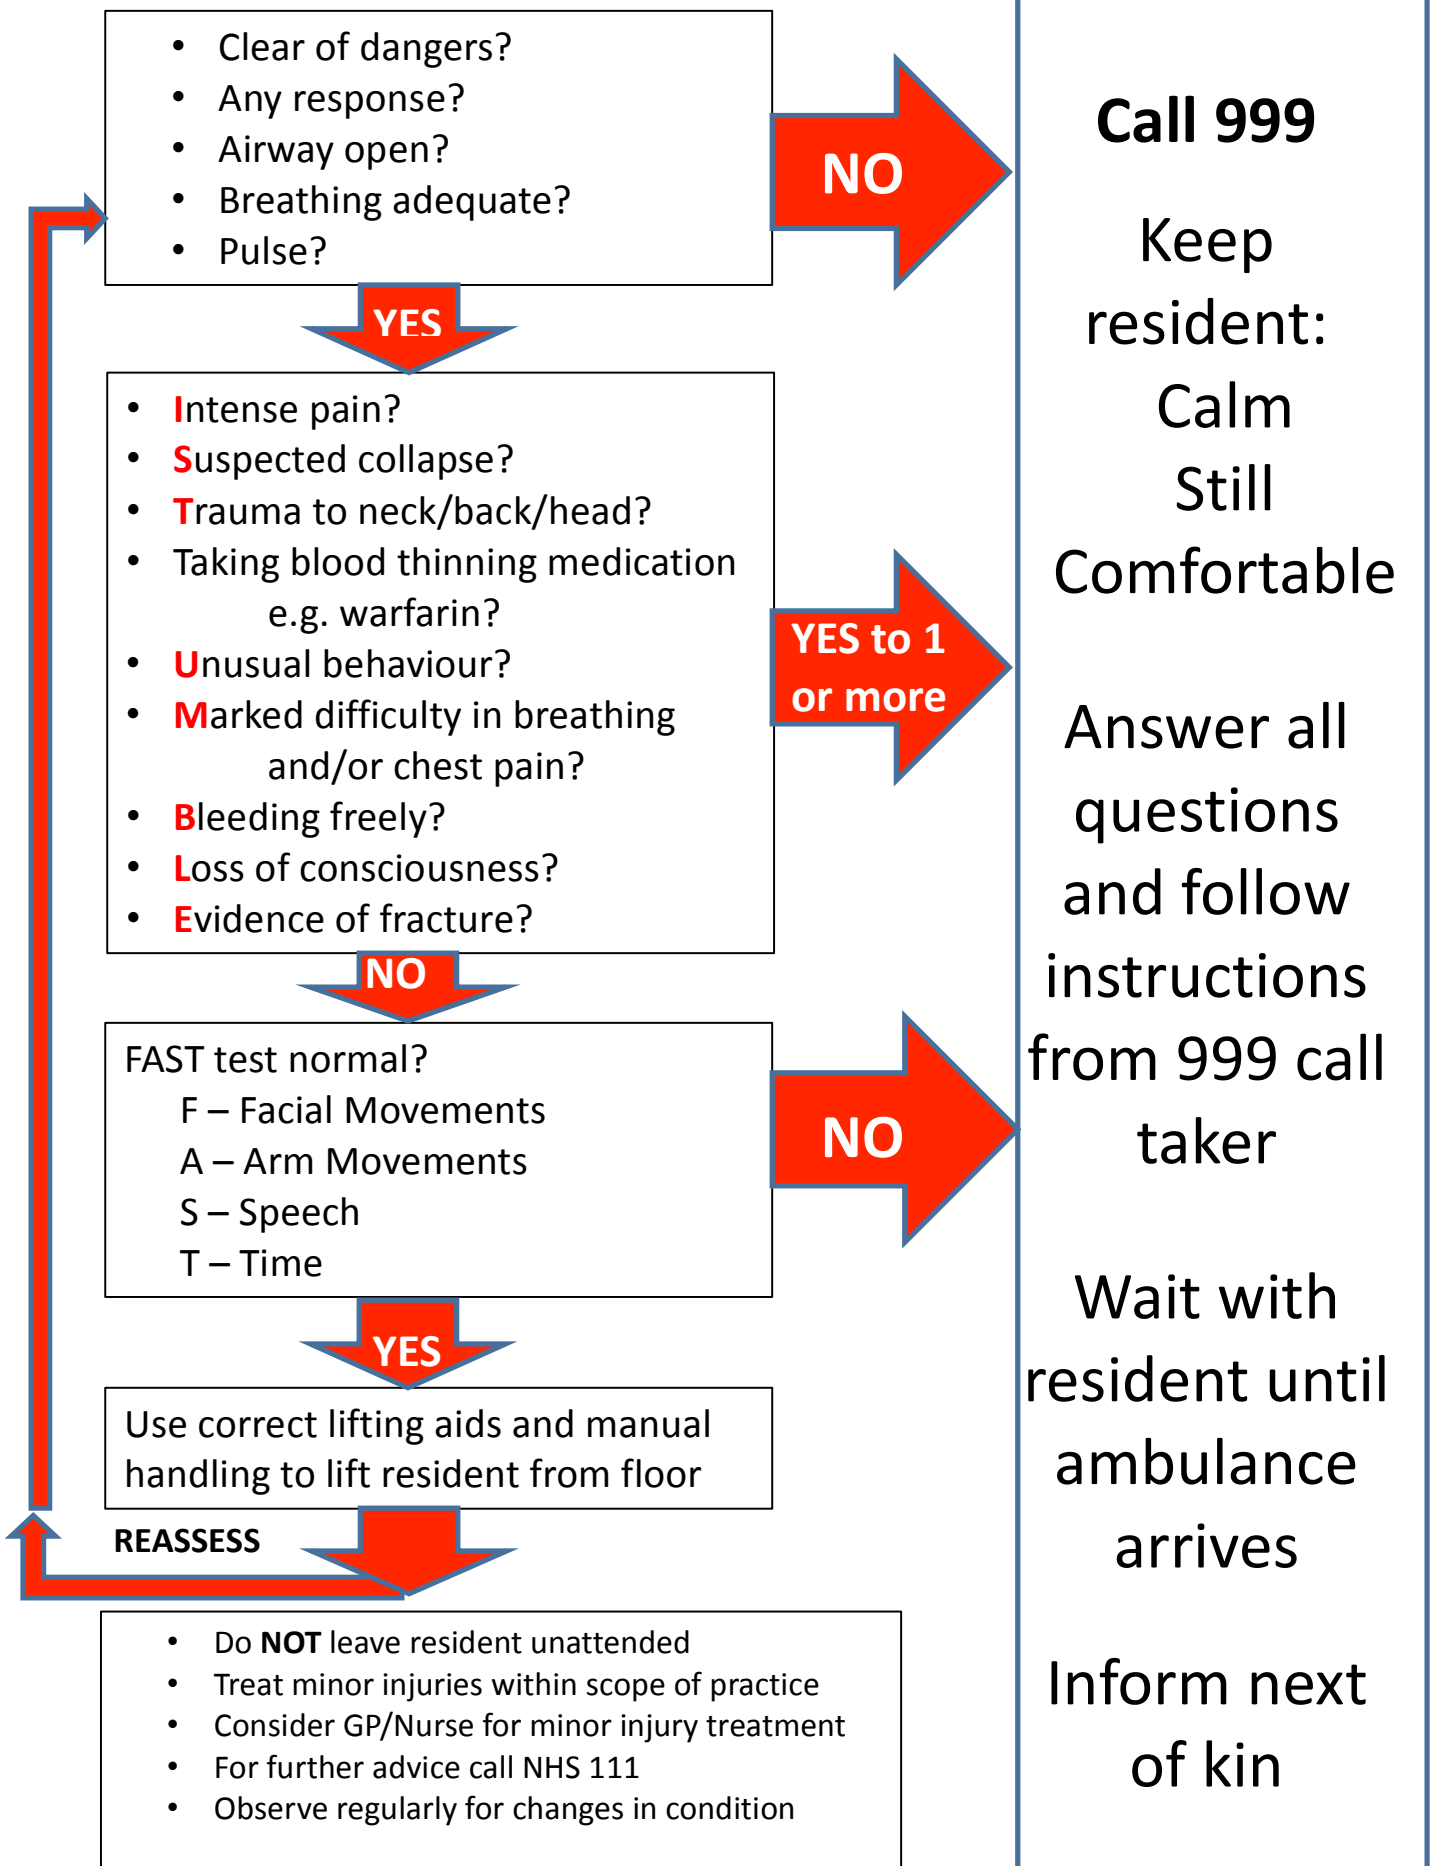 • Clear of dangers?
• Any response?
• Airway open?
• Breathing adequate?
• Pulse?
NO
YES
• Intense pain?
• Suspected collapse?
• Trauma to neck/back/head?
• Taking blood thinning medication
e.g. warfarin?
• Unusual behaviour?
• Marked difficulty in breathing
and/or chest pain?
• Bleeding freely?
• Loss of consciousness?
• Evidence of fracture?
YES to 1
or more
NO
FAST test normal?
F – Facial Movements
A – Arm Movements
S – Speech
T – Time
NO
YES
Use correct lifting aids and manual
handling to lift resident from floor
REASSESS
• Do NOT leave resident unattended
• Treat minor injuries within scope of practice
• Consider GP/Nurse for minor injury treatment
• For further advice call NHS 111
• Observe regularly for changes in condition
Call 999
Keep
resident:
Calm
Still
Comfortable
Answer all
questions
and follow
instructions
from 999 call
taker
Wait with
resident until
ambulance
arrives
Inform next
of kin